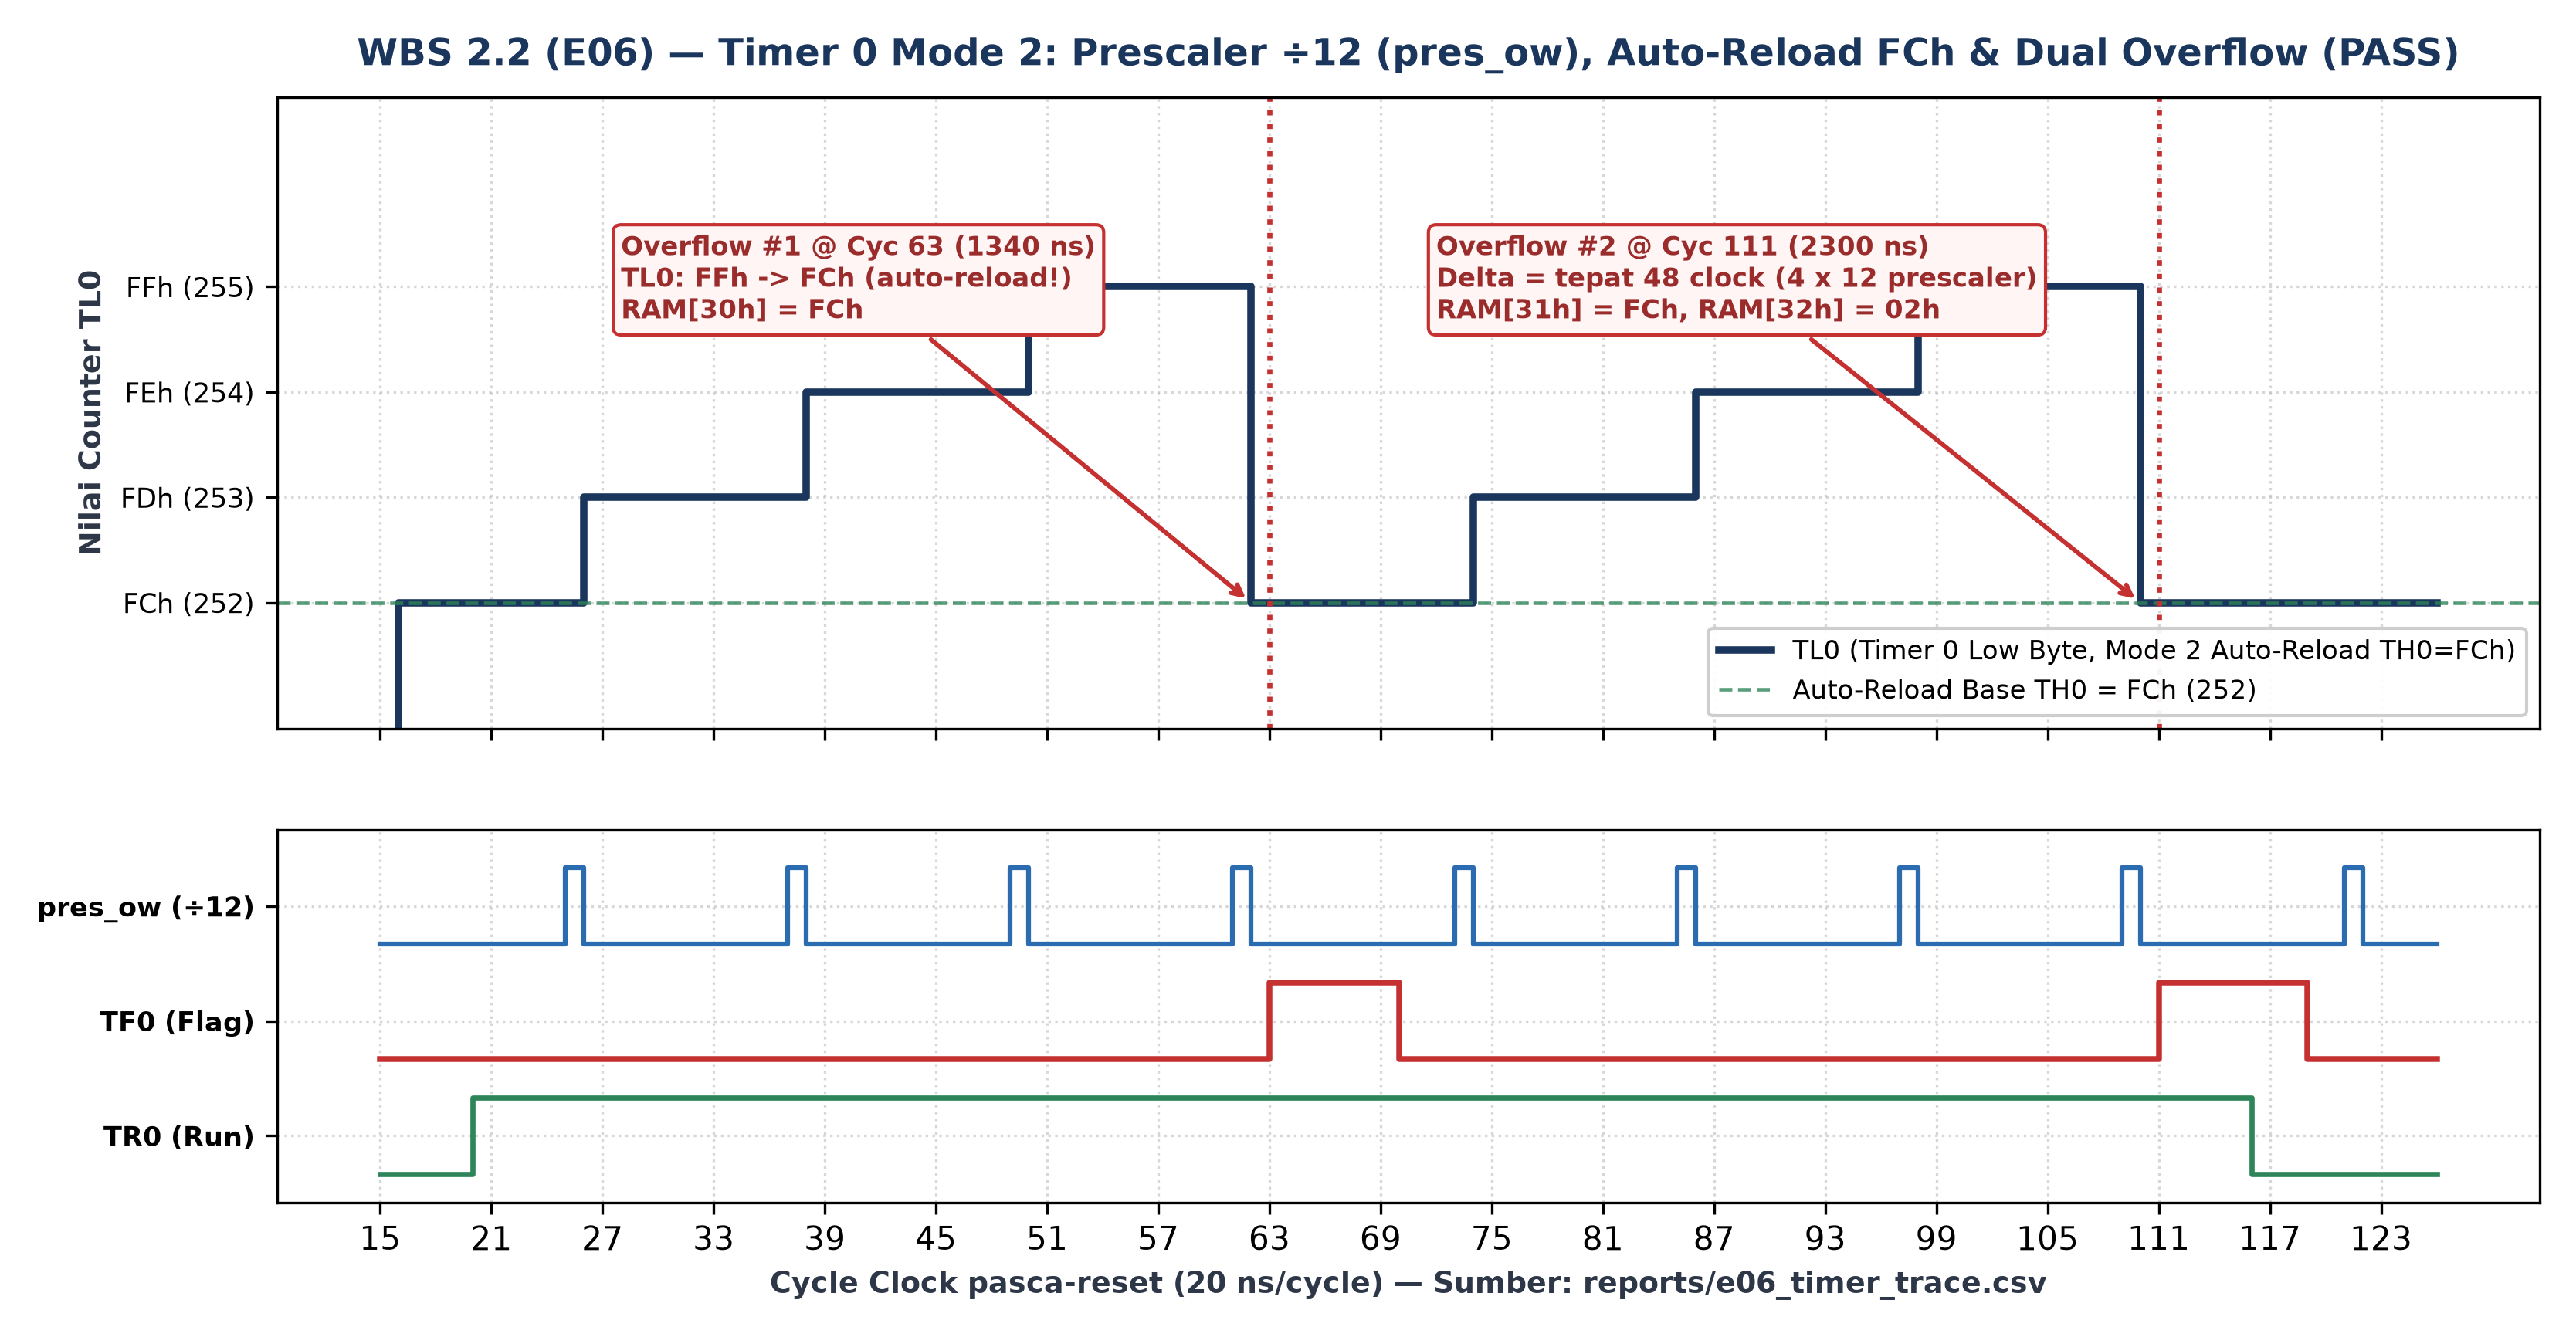 WBS 2.2 (E06) — Timer 0 Mode 2: Prescaler ÷12 (pres_ow), Auto-Reload FCh & Dual Overflow (PASS)
Nilai Counter TL0
FFh (255)
FEh (254)
FDh (253)
FCh (252)
Overflow #1 @ Cyc 63 (1340 ns)
TL0: FFh -> FCh (auto-reload!)
RAM[30h] = FCh
Overflow #2 @ Cyc 111 (2300 ns)
Delta = tepat 48 clock (4 x 12 prescaler)
RAM[31h] = FCh, RAM[32h] = 02h
TL0 (Timer 0 Low Byte, Mode 2 Auto-Reload TH0=FCh)
Auto-Reload Base TH0 = FCh (252)
pres_ow (÷12)
TF0 (Flag)
TR0 (Run)
15 21 27 33 39 45 51 57 63 69 75 81 87 93 99 105 111 117 123
Cycle Clock pasca-reset (20 ns/cycle) — Sumber: reports/e06_timer_trace.csv